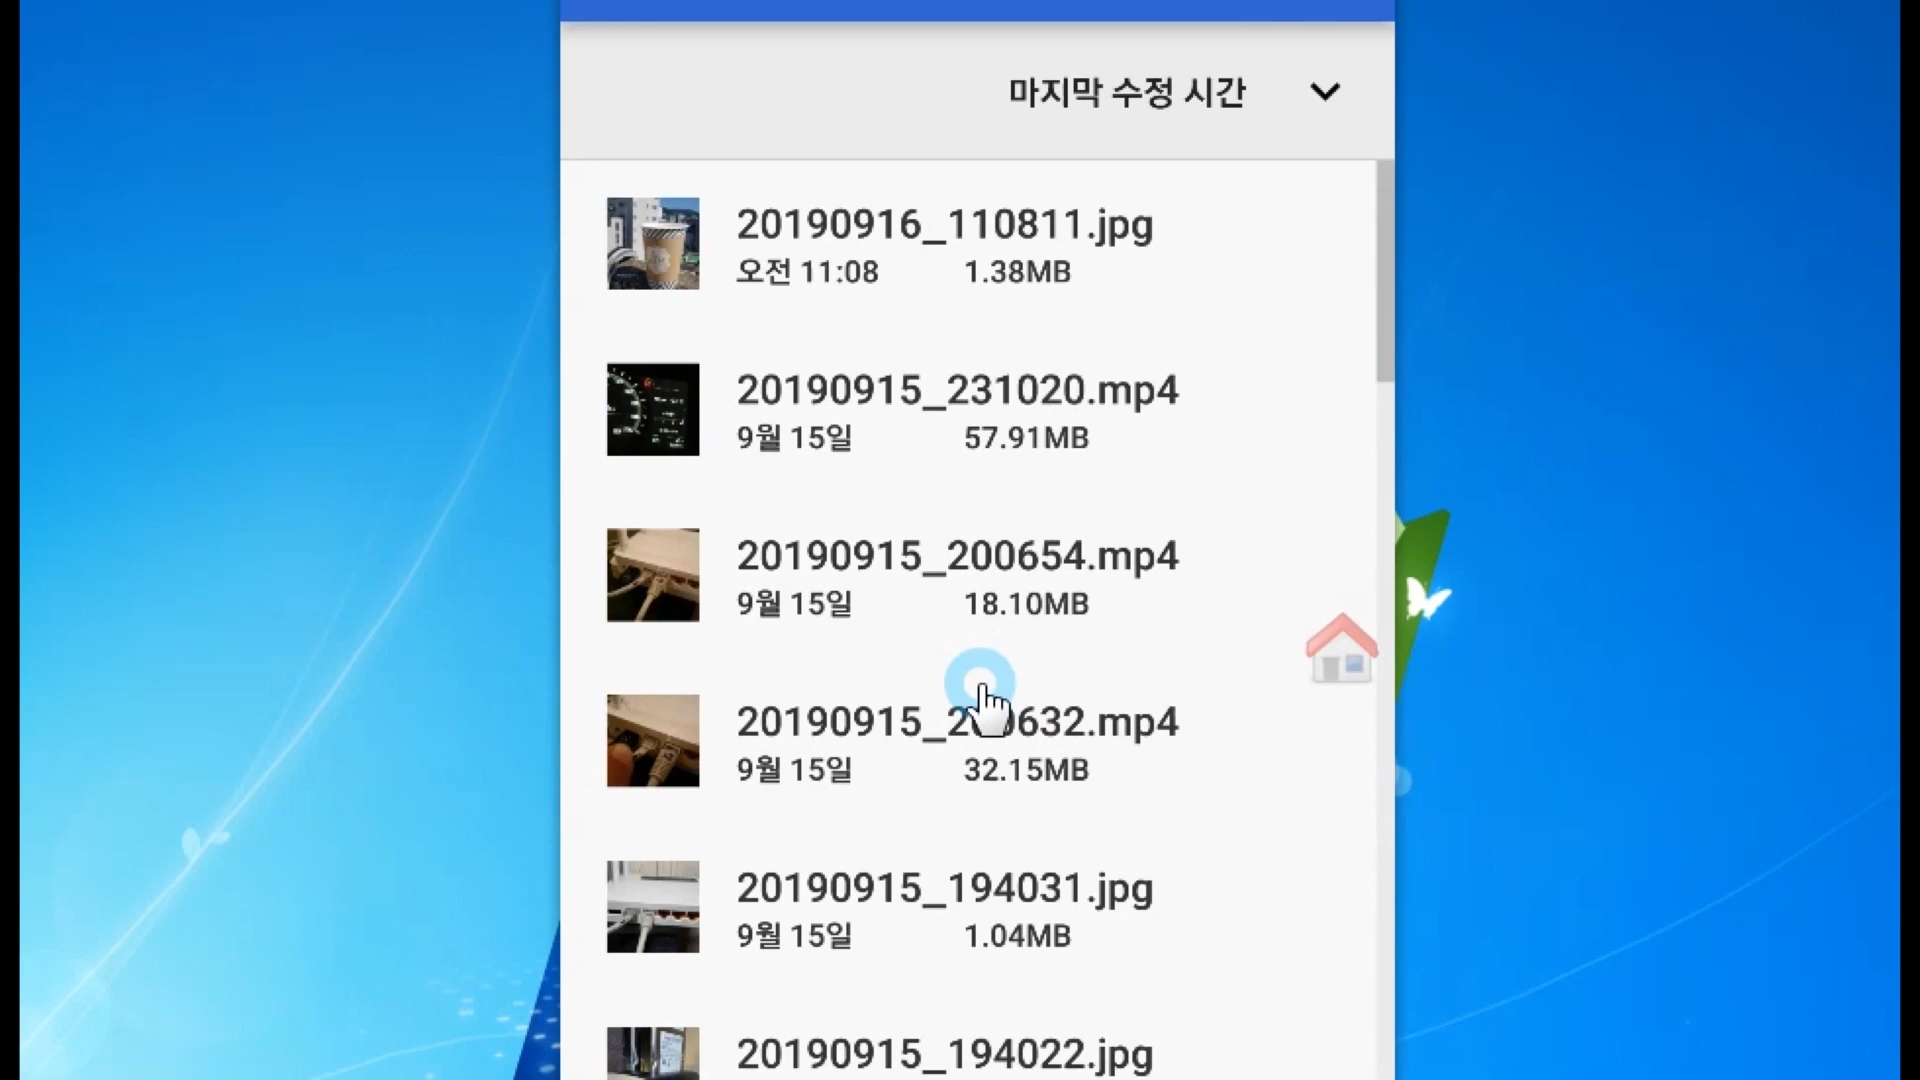 마지막 수정 시간
20190916_110811.jpg
오전 11:08 1.38MB
20190915_231020.mp4
9월 15일 57.91MB
20190915_200654.mp4
9월 15일 18.10MB
20190915_200632.mp4
9월 15일 32.15MB
20190915_194031.jpg
9월 15일 1.04MB
20190915_194022.jpg